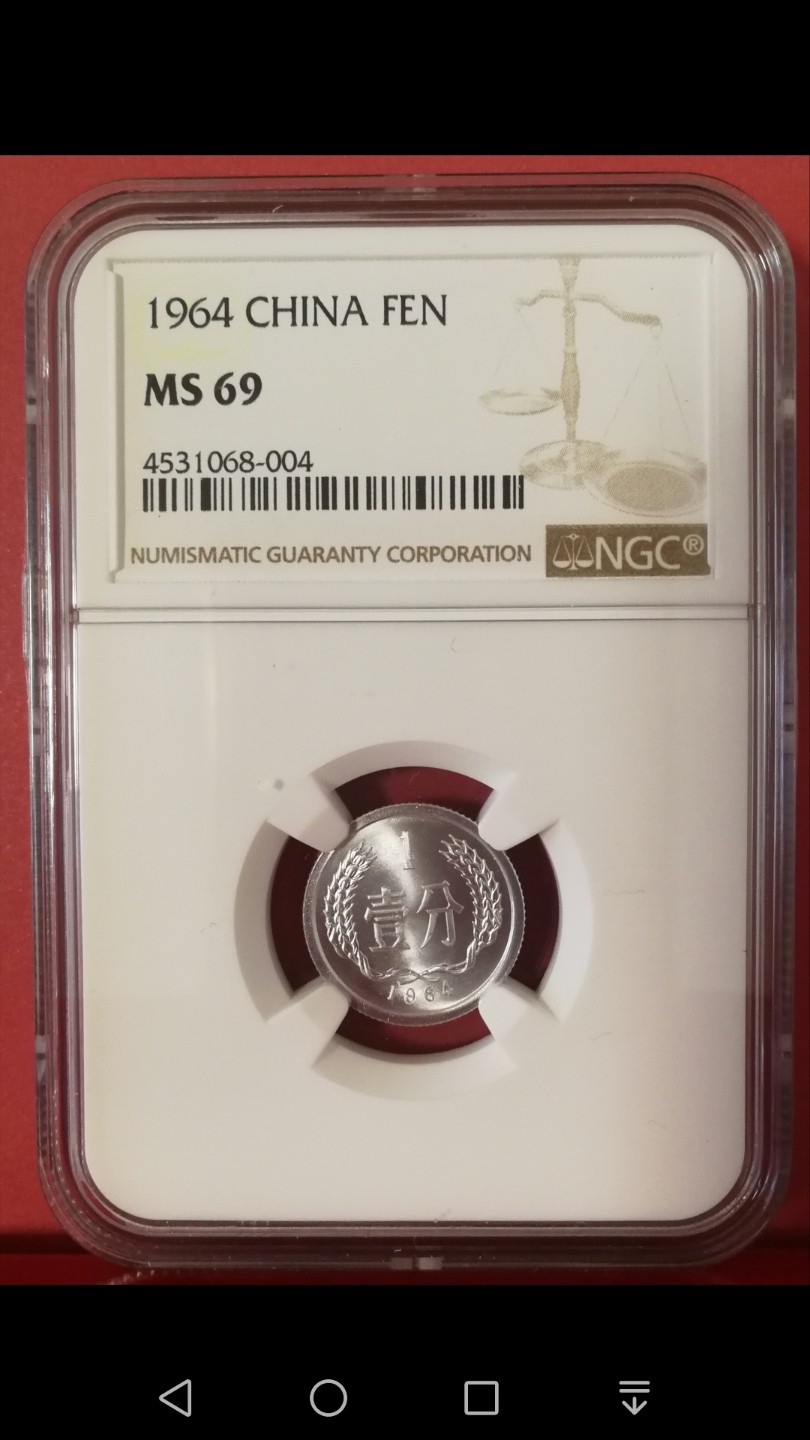 1964 CHINA FEN
MS 69
4531068-004
NUMISMATIC GUARANTY CORPORATION
NGC®
1
壹分
1964